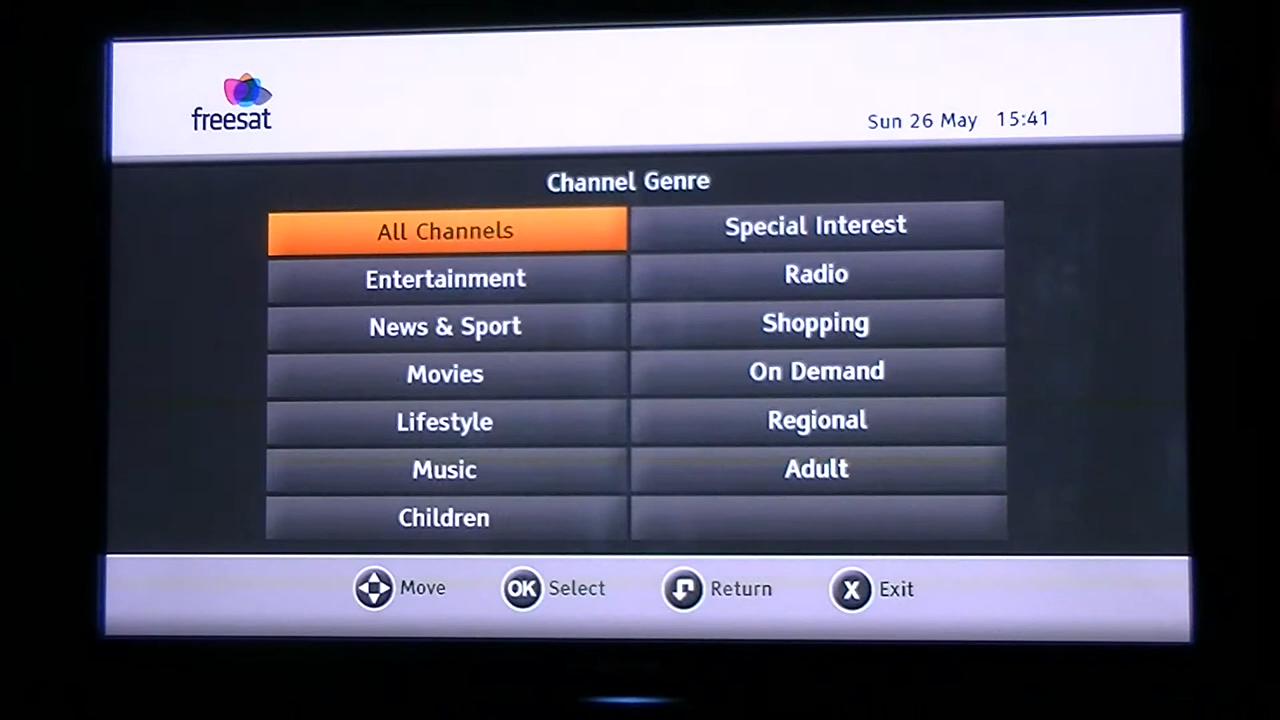 freesat
Sun 26 May 15:41
Channel Genre
All Channels
Special Interest
Entertainment
Radio
News & Sport
Shopping
Movies
On Demand
Lifestyle
Regional
Music
Adult
Children
Move OK Select Return X Exit